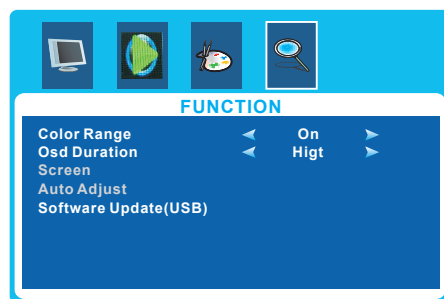 FUNCTION
Color Range On
Osd Duration Higt
Screen
Auto Adjust
Software Update(USB)